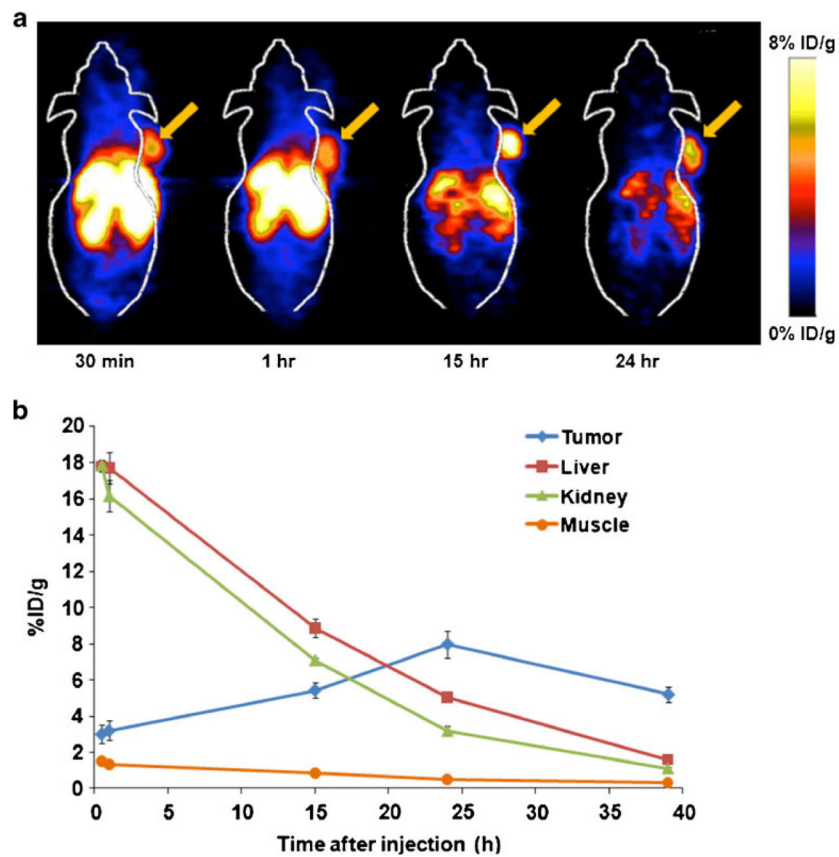 a
8% ID/g
0% ID/g
30 min
1 hr
15 hr
24 hr
b
20
18
16
14
12
10
8
6
4
2
0
%ID/g
Tumor
Liver
Kidney
Muscle
0 5 10 15 20 25 30 35 40
Time after injection (h)